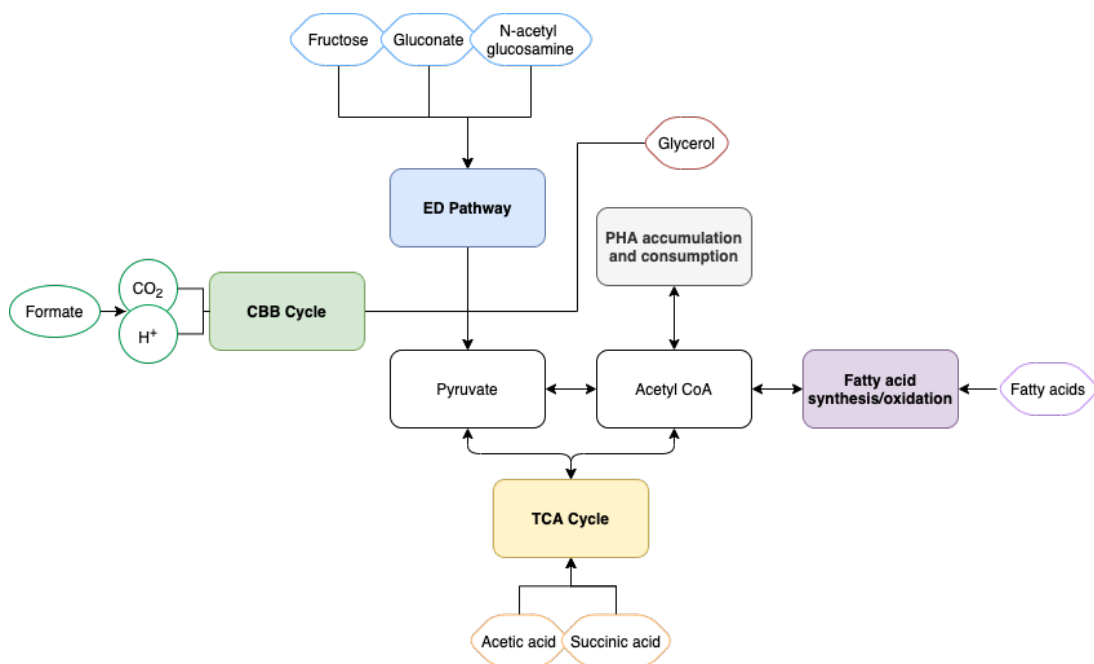 Fructose
Gluconate
N-acetyl
glucosamine
Glycerol
ED Pathway
PHA accumulation
and consumption
Formate
CO₂
H⁺
CBB Cycle
Pyruvate
Acetyl CoA
Fatty acid
synthesis/oxidation
Fatty acids
TCA Cycle
Acetic acid
Succinic acid